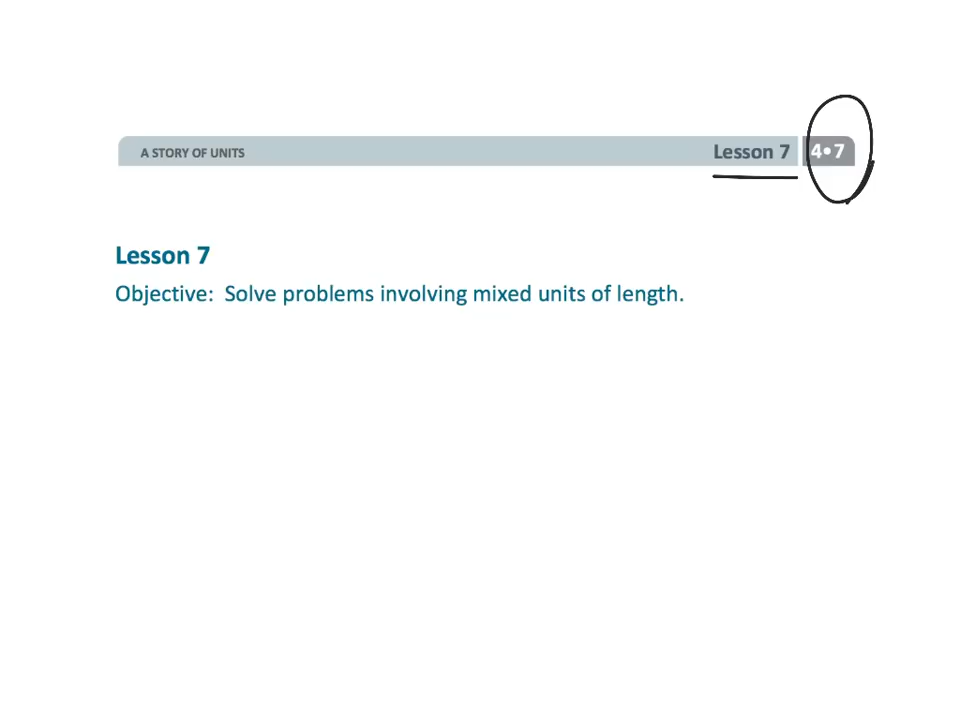 A STORY OF UNITS
Lesson 7
4•7
Lesson 7
Objective: Solve problems involving mixed units of length.